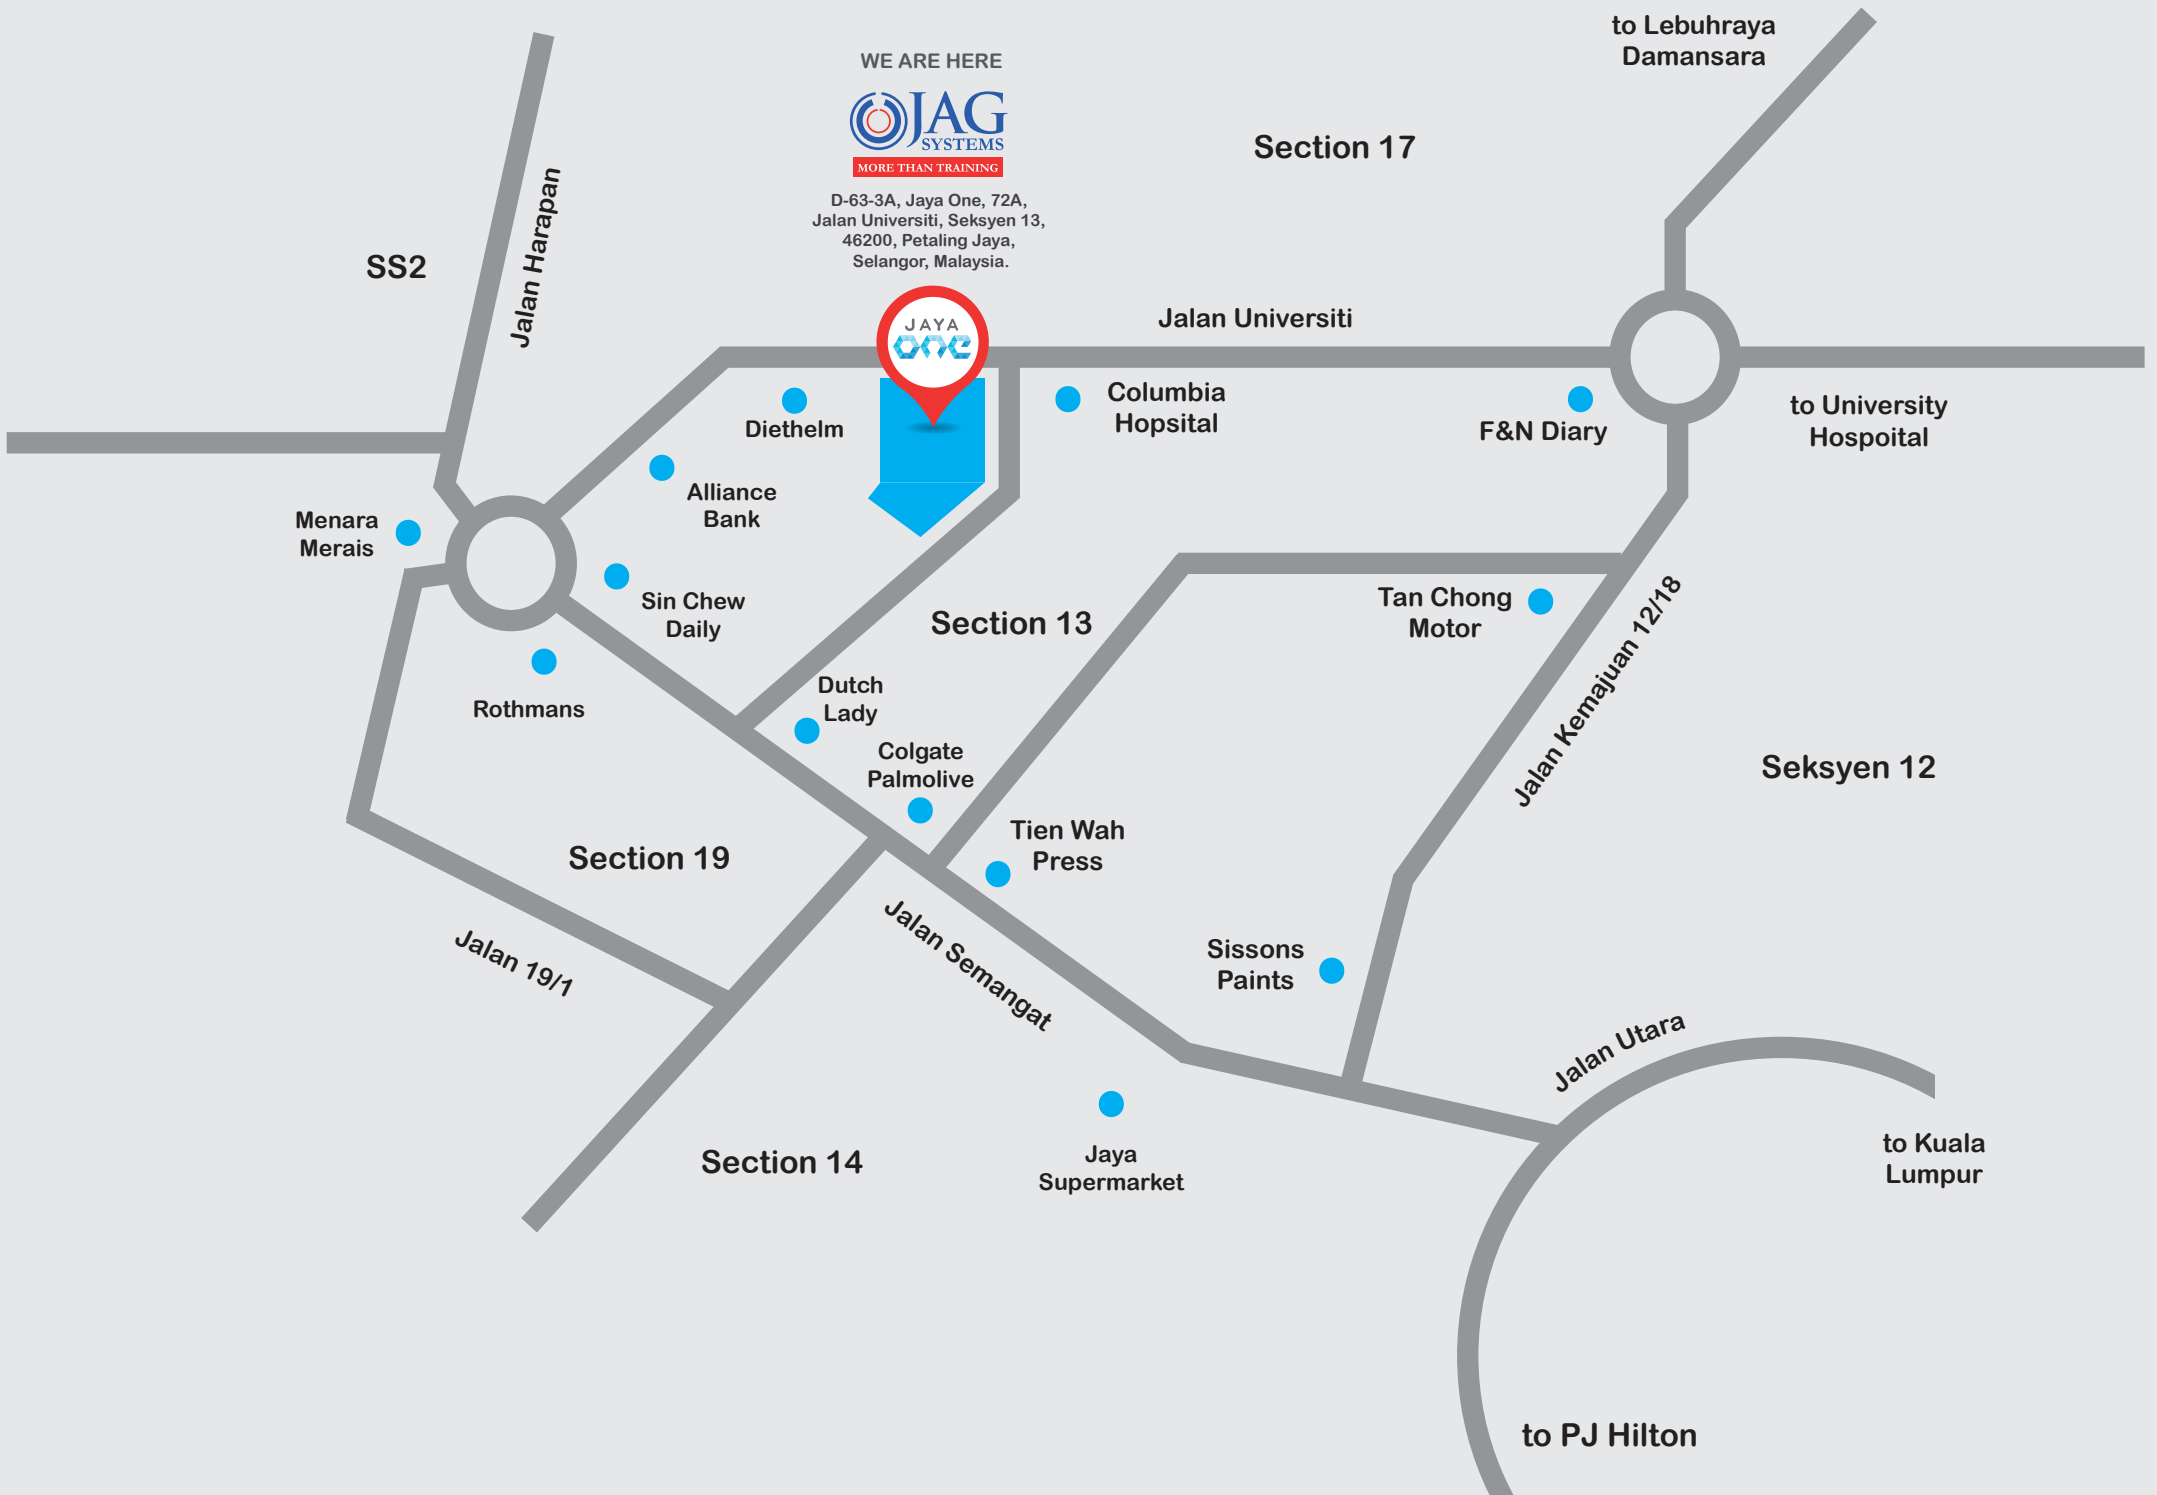 to Lebuhraya
Damansara
WE ARE HERE
JAG
SYSTEMS
MORE THAN TRAINING
D-63-3A, Jaya One, 72A,
Jalan Universiti, Seksyen 13,
46200, Petaling Jaya,
Selangor, Malaysia.
Section 17
Jalan Harapan
SS2
JAYA
one
Jalan Universiti
Diethelm
Columbia
Hopsital
F&N Diary
to University
Hospoital
Alliance
Bank
Menara
Merais
Sin Chew
Daily
Section 13
Tan Chong
Motor
Jalan Kemajuan 12/18
Rothmans
Dutch
Lady
Colgate
Palmolive
Seksyen 12
Tien Wah
Press
Section 19
Jalan 19/1
Jalan Semangat
Sissons
Paints
Jalan Utara
Section 14
Jaya
Supermarket
to Kuala
Lumpur
to PJ Hilton